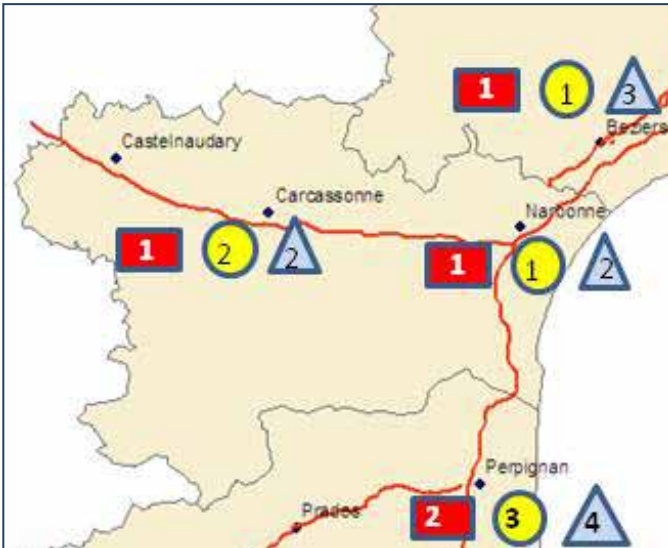 1 1 3
Beziers
Castelnaudary
Carcassonne
Narbonne
1 2 2
1 1 2
Perpignan
Prades
2 3 4